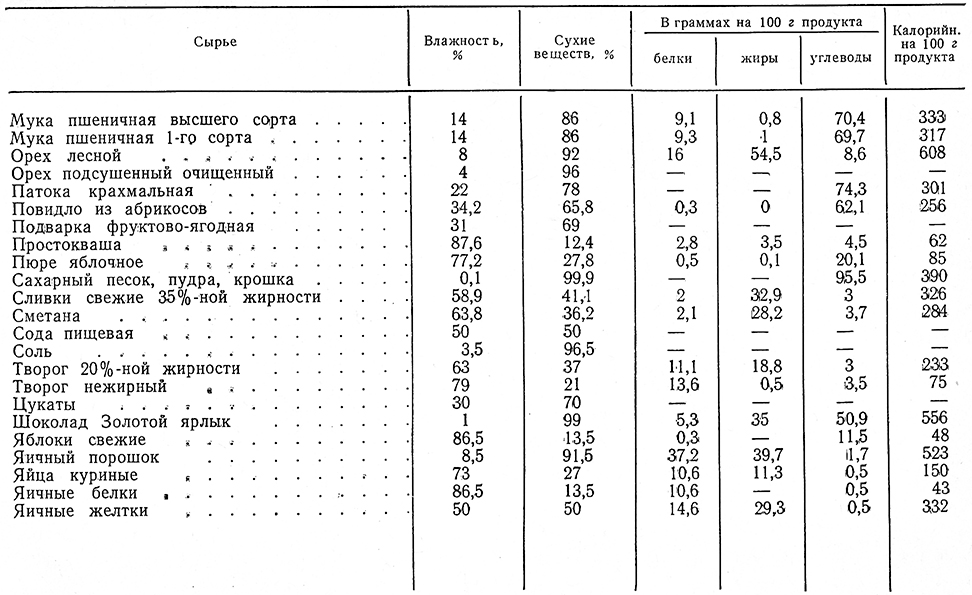 Сырье Влажность, % Сухие веществ, % В граммах на 100 г продукта белки жиры углеводы Калорийн. на 100 г продукта
Мука пшеничная высшего сорта . . . . . 14 86 9,1 0,8 70,4 333
Мука пшеничная 1-го сорта . . . . . . . 14 86 9,3 1 69,7 317
Орех лесной . . . . . . . . . . . . 8 92 16 54,5 8,6 608
Орех подсушенный очищенный . . . . . . 4 96 — — — —
Патока крахмальная . . . . . . . . . 22 78 — — 74,3 301
Повидло из абрикосов . . . . . . . . . 34,2 65,8 0,3 0 62,1 256
Подварка фруктово-ягодная . . . . . . . 31 69 — — — —
Простокваша . . . . . . . . . . . . 87,6 12,4 2,8 3,5 4,5 62
Пюре яблочное . . . . . . . . . . . 77,2 27,8 0,5 0,1 20,1 85
Сахарный песок, пудра, крошка . . . . . 0,1 99,9 — — 95,5 390
Сливки свежие 35%-ной жирности . . . . 58,9 41,1 2 32,9 3 326
Сметана . . . . . . . . . . . . . . 63,8 36,2 2,1 28,2 3,7 284
Сода пищевая . . . . . . . . . . . . 50 50 — — — —
Соль . . . . . . . . . . . . . . . 3,5 96,5 — — — —
Творог 20%-ной жирности . . . . . . . 63 37 11,1 18,8 3 233
Творог нежирный . . . . . . . . . . 79 21 13,6 0,5 3,5 75
Цукаты . . . . . . . . . . . . . . 30 70 — — — —
Шоколад Золотой ярлык . . . . . . . . 1 99 5,3 35 50,9 556
Яблоки свежие . . . . . . . . . . . 86,5 13,5 0,3 — 11,5 48
Яичный порошок . . . . . . . . . . 8,5 91,5 37,2 39,7 1,7 523
Яйца куриные . . . . . . . . . . . 73 27 10,6 11,3 0,5 150
Яичные белки . . . . . . . . . . . . 86,5 13,5 10,6 — 0,5 43
Яичные желтки . . . . . . . . . . . 50 50 14,6 29,3 0,5 332